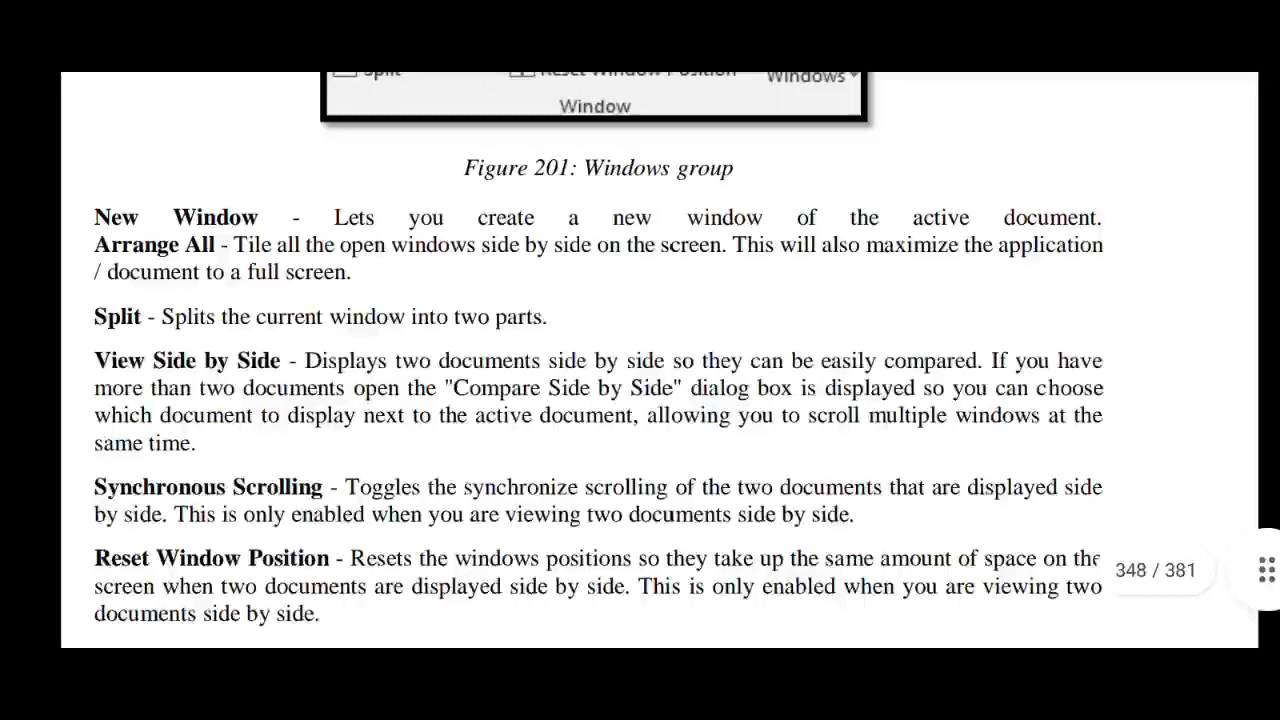 Split Reset Window Position Windows
Window
Figure 201: Windows group
New Window - Lets you create a new window of the active document.
Arrange All - Tile all the open windows side by side on the screen. This will also maximize the application
/ document to a full screen.
Split - Splits the current window into two parts.
View Side by Side - Displays two documents side by side so they can be easily compared. If you have
more than two documents open the "Compare Side by Side" dialog box is displayed so you can choose
which document to display next to the active document, allowing you to scroll multiple windows at the
same time.
Synchronous Scrolling - Toggles the synchronize scrolling of the two documents that are displayed side
by side. This is only enabled when you are viewing two documents side by side.
Reset Window Position - Resets the windows positions so they take up the same amount of space on the
348 / 381
screen when two documents are displayed side by side. This is only enabled when you are viewing two
documents side by side.